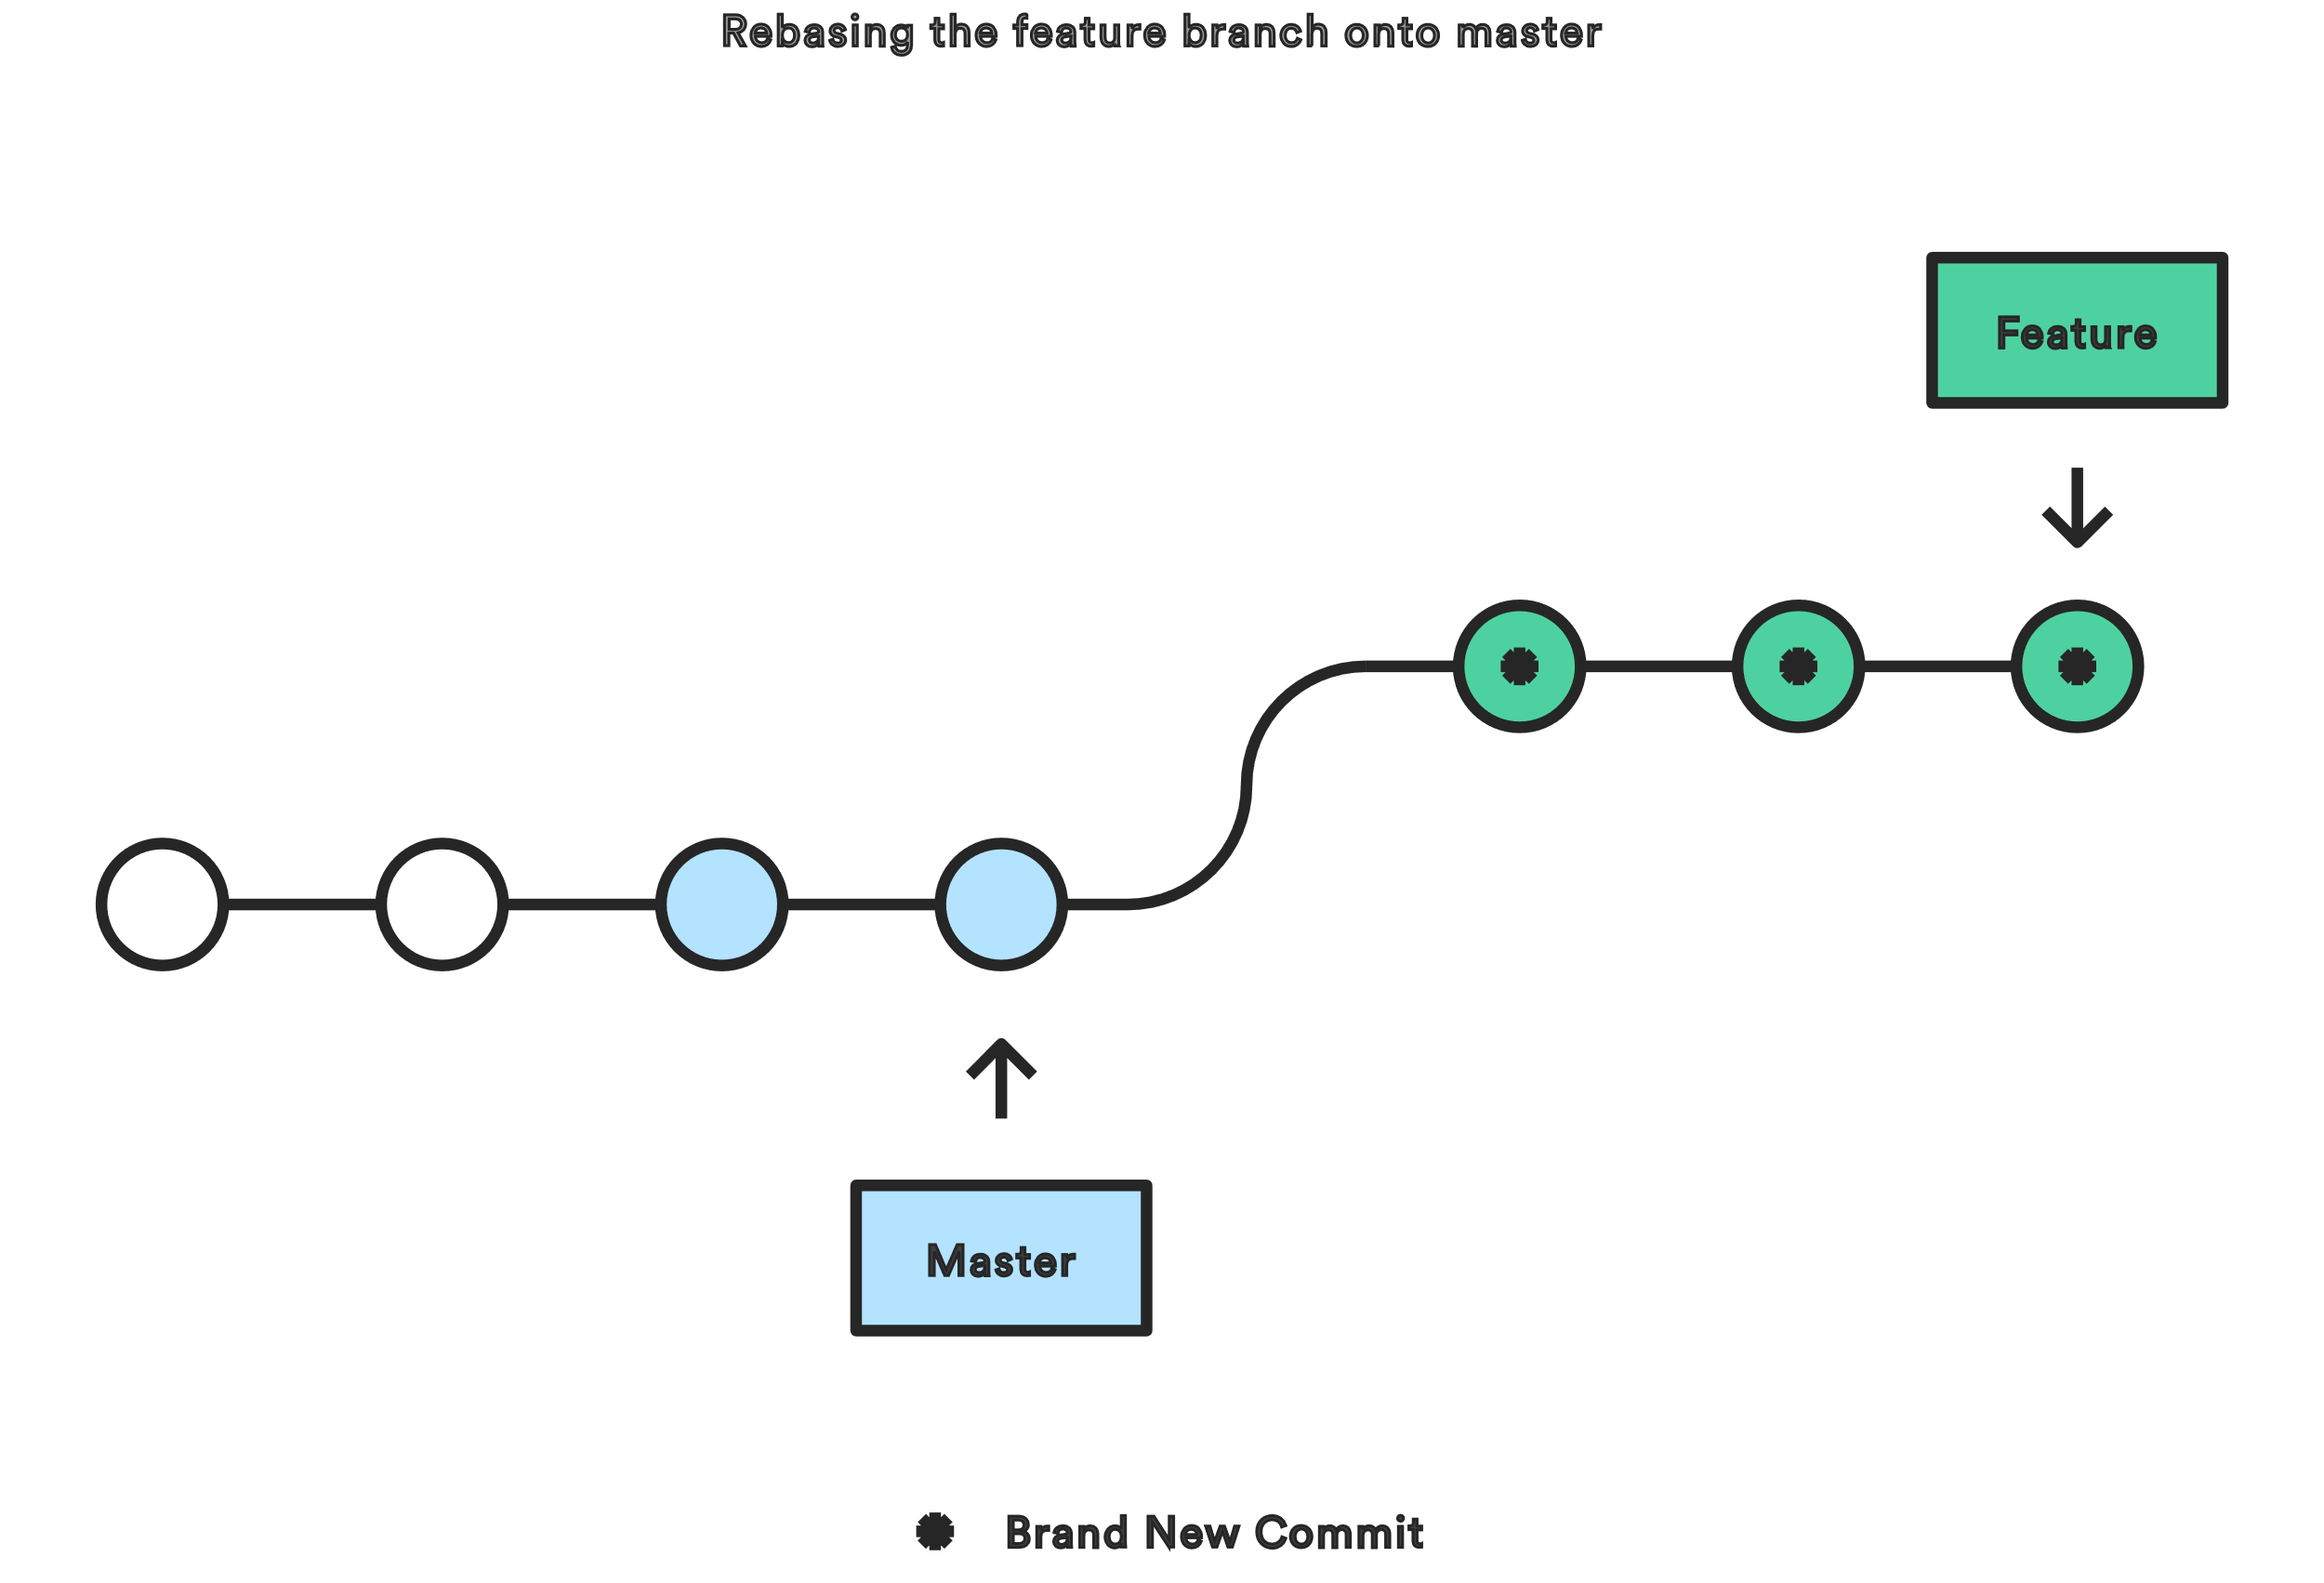 Rebasing the feature branch onto master
Feature
Master
Brand New Commit